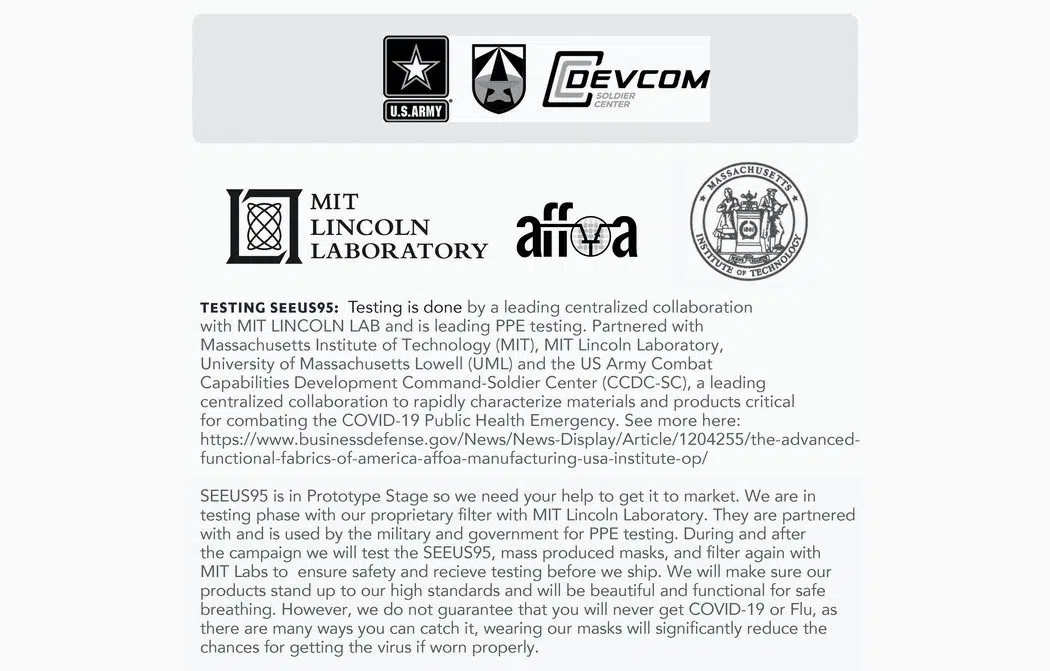 U.S.ARMY
DEVCOM
SOLDIER
CENTER
MIT
LINCOLN
LABORATORY
affoa
MASSACHUSETTS
INSTITUTE OF TECHNOLOGY
1861
TESTING SEEUS95: Testing is done by a leading centralized collaboration
with MIT LINCOLN LAB and is leading PPE testing. Partnered with
Massachusetts Institute of Technology (MIT), MIT Lincoln Laboratory,
University of Massachusetts Lowell (UML) and the US Army Combat
Capabilities Development Command-Soldier Center (CCDC-SC), a leading
centralized collaboration to rapidly characterize materials and products critical
for combating the COVID-19 Public Health Emergency. See more here:
https://www.businessdefense.gov/News/News-Display/Article/1204255/the-advanced-
functional-fabrics-of-america-affoa-manufacturing-usa-institute-op/
SEEUS95 is in Prototype Stage so we need your help to get it to market. We are in
testing phase with our proprietary filter with MIT Lincoln Laboratory. They are partnered
with and is used by the military and government for PPE testing. During and after
the campaign we will test the SEEUS95, mass produced masks, and filter again with
MIT Labs to ensure safety and recieve testing before we ship. We will make sure our
products stand up to our high standards and will be beautiful and functional for safe
breathing. However, we do not guarantee that you will never get COVID-19 or Flu, as
there are many ways you can catch it, wearing our masks will significantly reduce the
chances for getting the virus if worn properly.